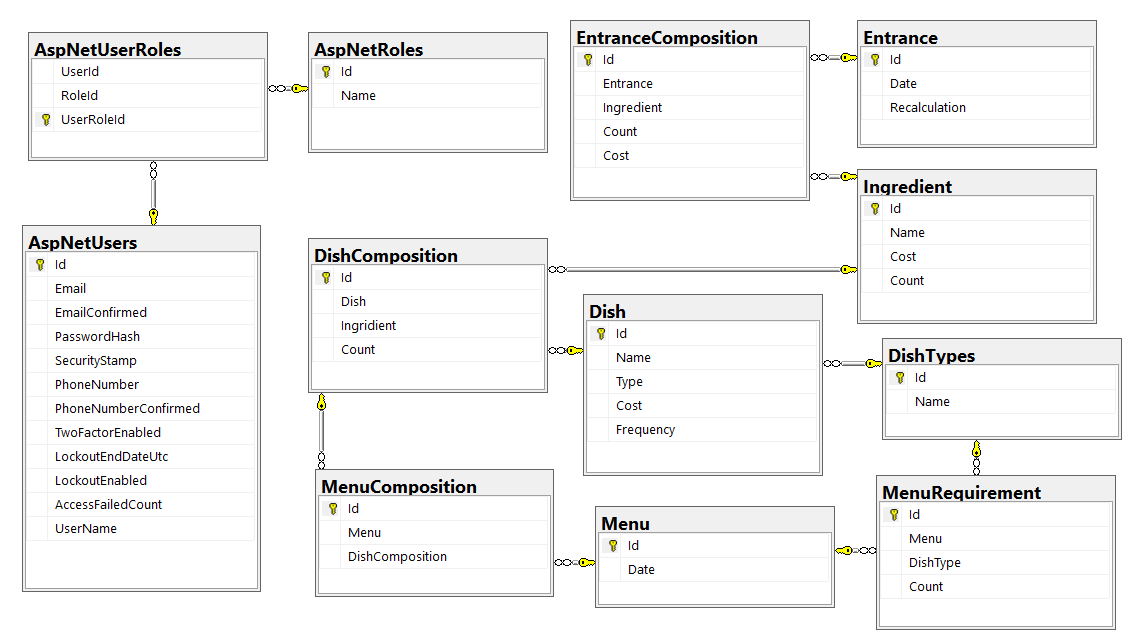 AspNetUserRoles
UserId
RoleId
UserRoleId
AspNetRoles
Id
Name
EntranceComposition
Id
Entrance
Ingredient
Count
Cost
Entrance
Id
Date
Recalculation
Ingredient
Id
Name
Cost
Count
AspNetUsers
Id
Email
EmailConfirmed
PasswordHash
SecurityStamp
PhoneNumber
PhoneNumberConfirmed
TwoFactorEnabled
LockoutEndDateUtc
LockoutEnabled
AccessFailedCount
UserName
DishComposition
Id
Dish
Ingridient
Count
Dish
Id
Name
Type
Cost
Frequency
DishTypes
Id
Name
MenuComposition
Id
Menu
DishComposition
Menu
Id
Date
MenuRequirement
Id
Menu
DishType
Count